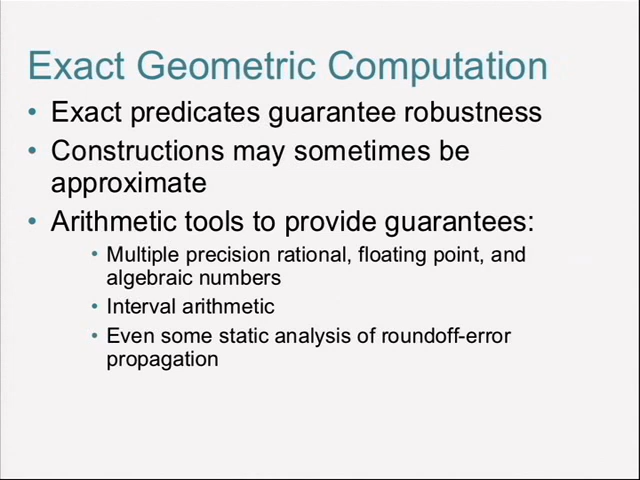 Exact Geometric Computation
• Exact predicates guarantee robustness
• Constructions may sometimes be
approximate
• Arithmetic tools to provide guarantees:
• Multiple precision rational, floating point, and
algebraic numbers
• Interval arithmetic
• Even some static analysis of roundoff-error
propagation